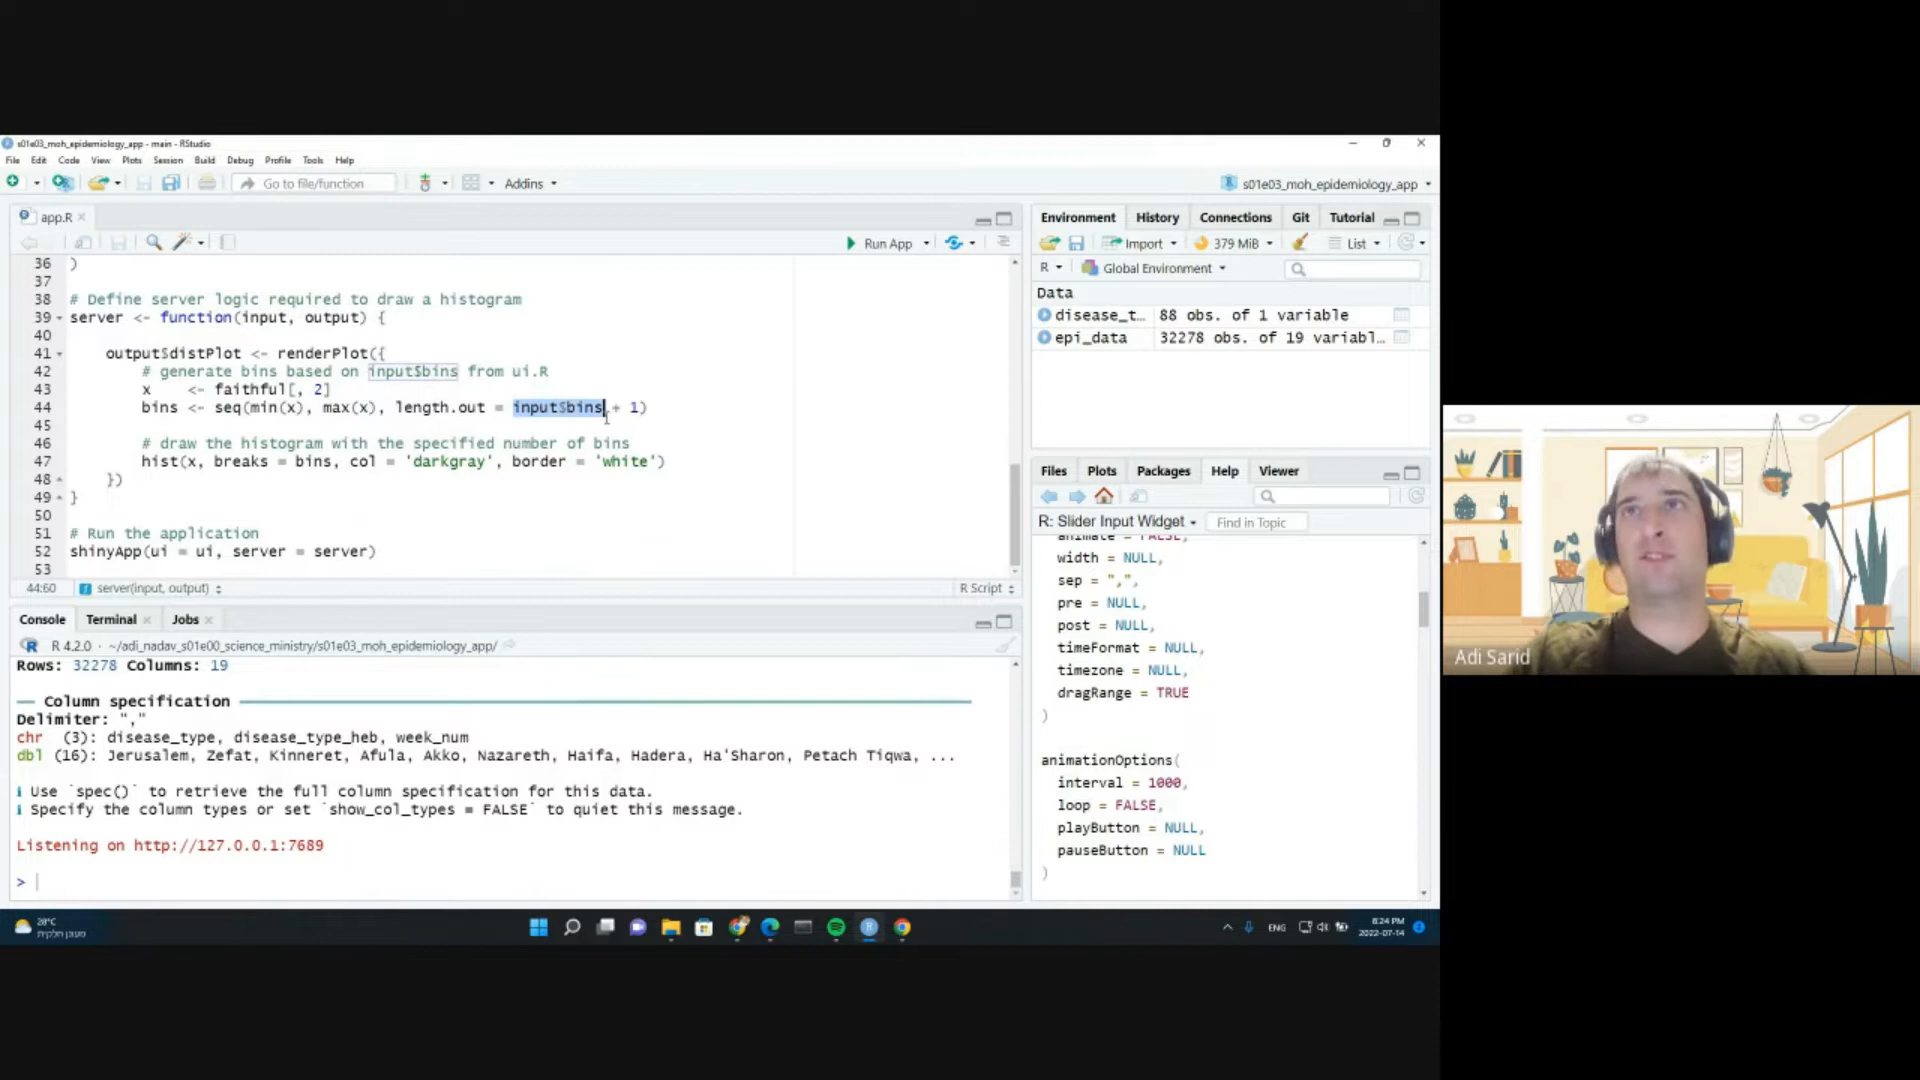 s01e03_moh_epidemiology_app - main - RStudio
File Edit Code View Plots Session Build Debug Profile Tools Help
Go to file/function
Addins
s01e03_moh_epidemiology_app
app.R
Run App
36 )
37
38 # Define server logic required to draw a histogram
39 server <- function(input, output) {
40
41 output$distPlot <- renderPlot({
42 # generate bins based on input$bins from ui.R
43 x <- faithful[, 2]
44 bins <- seq(min(x), max(x), length.out = input$bins + 1)
45
46 # draw the histogram with the specified number of bins
47 hist(x, breaks = bins, col = 'darkgray', border = 'white')
48 })
49 }
50
51 # Run the application
52 shinyApp(ui = ui, server = server)
53
44:60 server(input, output) R Script
Console Terminal Jobs
R 4.2.0 · ~/adi_nadav_s01e00_science_ministry/s01e03_moh_epidemiology_app/
Rows: 32278 Columns: 19
── Column specification
Delimiter: ","
chr (3): disease_type, disease_type_heb, week_num
dbl (16): Jerusalem, Zefat, Kinneret, Afula, Akko, Nazareth, Haifa, Hadera, Ha'Sharon, Petach Tiqwa, ...
ℹ Use `spec()` to retrieve the full column specification for this data.
ℹ Specify the column types or set `show_col_types = FALSE` to quiet this message.
Listening on http://127.0.0.1:7689
>
Environment History Connections Git Tutorial
Import 379 MiB List
R Global Environment
Data
disease_t... 88 obs. of 1 variable
epi_data 32278 obs. of 19 variabl...
Files Plots Packages Help Viewer
R: Slider Input Widget Find in Topic
animate = FALSE,
width = NULL,
sep = ",",
pre = NULL,
post = NULL,
timeFormat = NULL,
timezone = NULL,
dragRange = TRUE
)
animationOptions(
interval = 1000,
loop = FALSE,
playButton = NULL,
pauseButton = NULL
)
Adi Sarid
28°C
מעונן חלקית
ENG
8:24 PM
2022-07-14